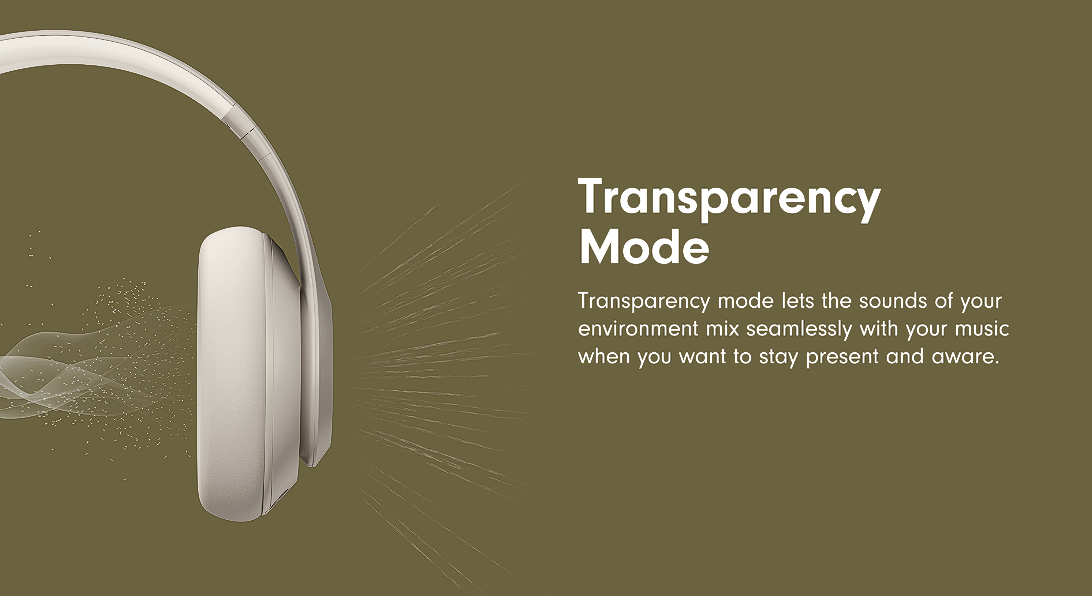 Transparency
Mode
Transparency mode lets the sounds of your
environment mix seamlessly with your music
when you want to stay present and aware.